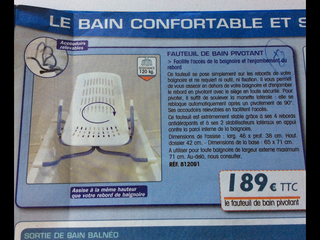 LE BAIN CONFORTABLE ET S
Accoudoirs
relevables
120 kg
FAUTEUIL DE BAIN PIVOTANT
> Facilite l'accès de la baignoire et l'enjambement du
rebord
Ce fauteuil se pose simplement sur les rebords de votre
baignoire et ne requiert ni outil, ni fixation. Il vous permettra
de vous asseoir en dehors de votre baignoire et d'enjamber
le rebord en pivotant avec le siège en toute sécurité. Pour
pivoter, il suffit de soulever la manette latérale : elle se
rebloque automatiquement après un pivotement de 90°.
Ses accoudoirs relevables en facilitent l'accès.
Ce fauteuil est extrêmement stable grâce à ses 4 rebords
antidérapants et à ses 2 stabilisateurs latéraux en appui
contre la paroi interne de la baignoire.
Dimensions de l'assise : long. 46 x prof. 36 cm. Haut.
dossier 42 cm. - Dimensions de la base : 65 x 71 cm.
A utiliser pour toute baignoire de largeur externe maximum
71 cm. Au-delà, nous consulter.
RÉF. 812091
Assise à la même hauteur
que votre rebord de baignoire
189€ TTC
le fauteuil de bain pivotant
SORTIE DE BAIN BALNÉO